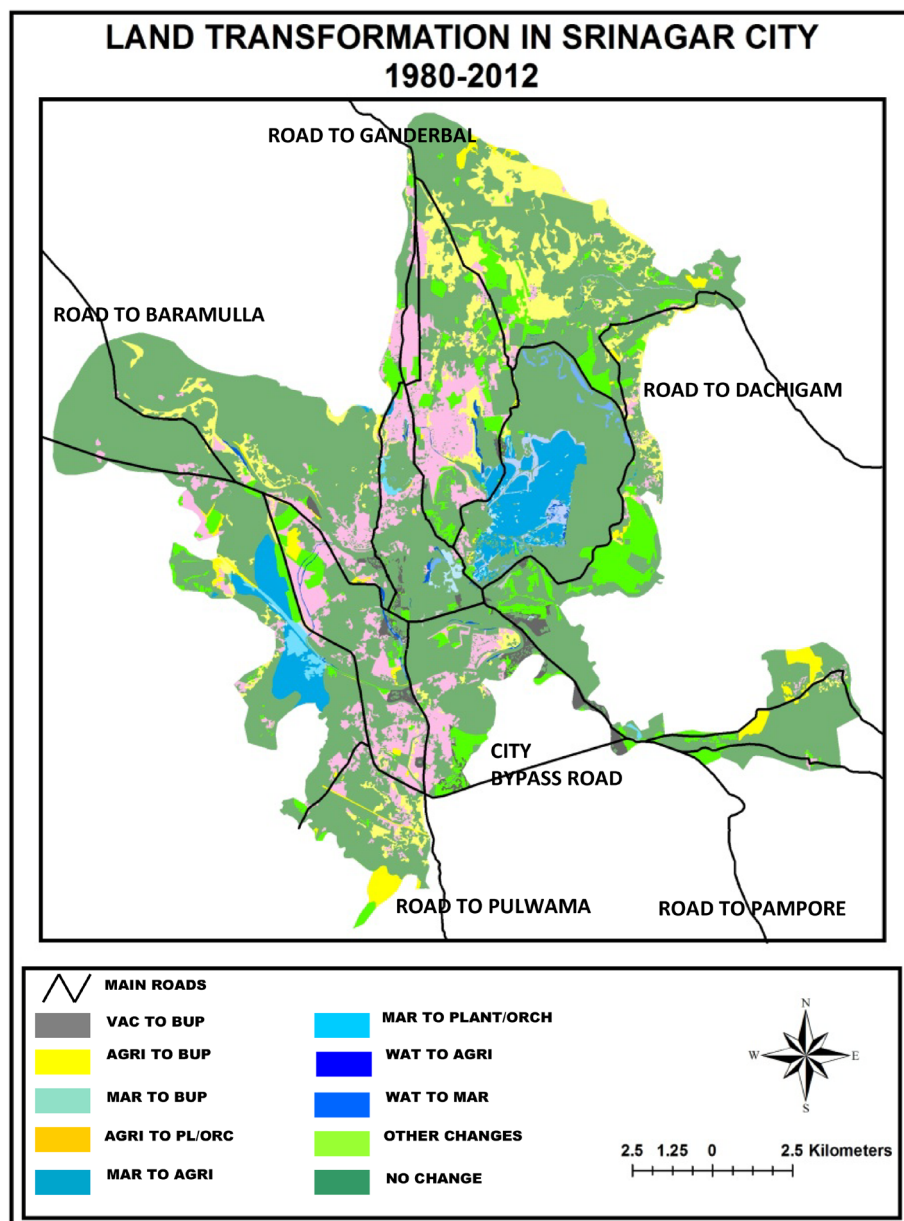 LAND TRANSFORMATION IN SRINAGAR CITY
1980-2012
ROAD TO GANDERBAL
ROAD TO BARAMULLA
ROAD TO DACHIGAM
CITY
BYPASS ROAD
ROAD TO PULWAMA
ROAD TO PAMPORE
MAIN ROADS
VAC TO BUP
AGRI TO BUP
MAR TO BUP
AGRI TO PL/ORC
MAR TO AGRI
MAR TO PLANT/ORCH
WAT TO AGRI
WAT TO MAR
OTHER CHANGES
NO CHANGE
N
W E
S
2.5 1.25 0 2.5 Kilometers